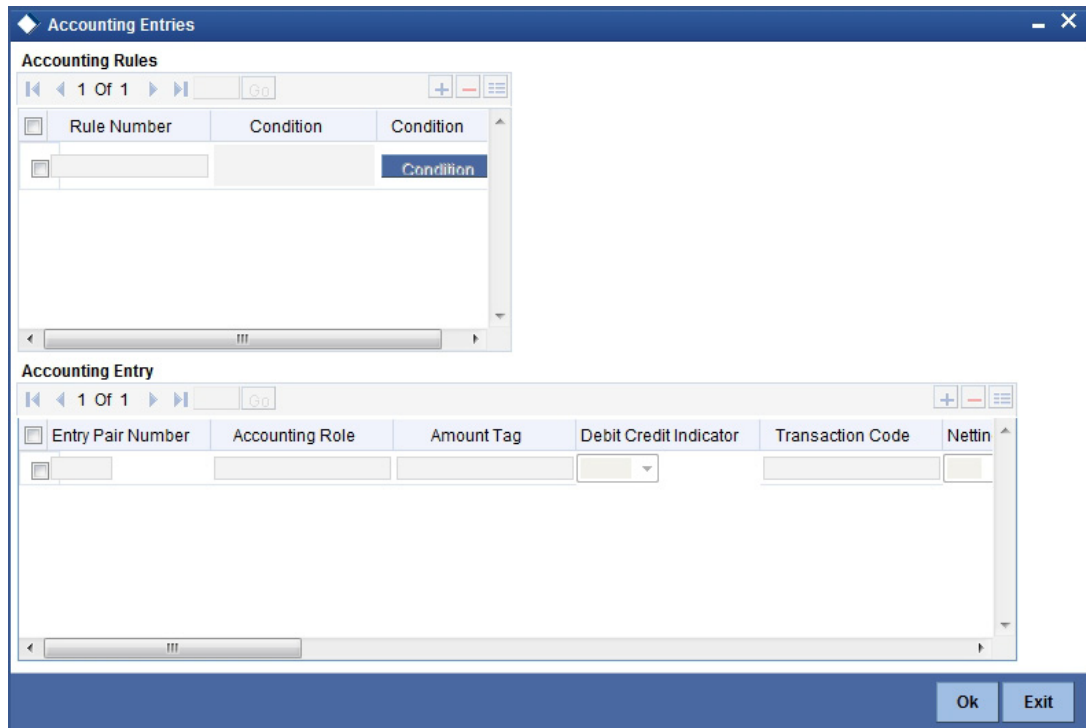 Accounting Entries
Accounting Rules
1 Of 1 Go
Rule Number Condition Condition
Condition
Accounting Entry
1 Of 1 Go
Entry Pair Number Accounting Role Amount Tag Debit Credit Indicator Transaction Code Nettin
Ok Exit